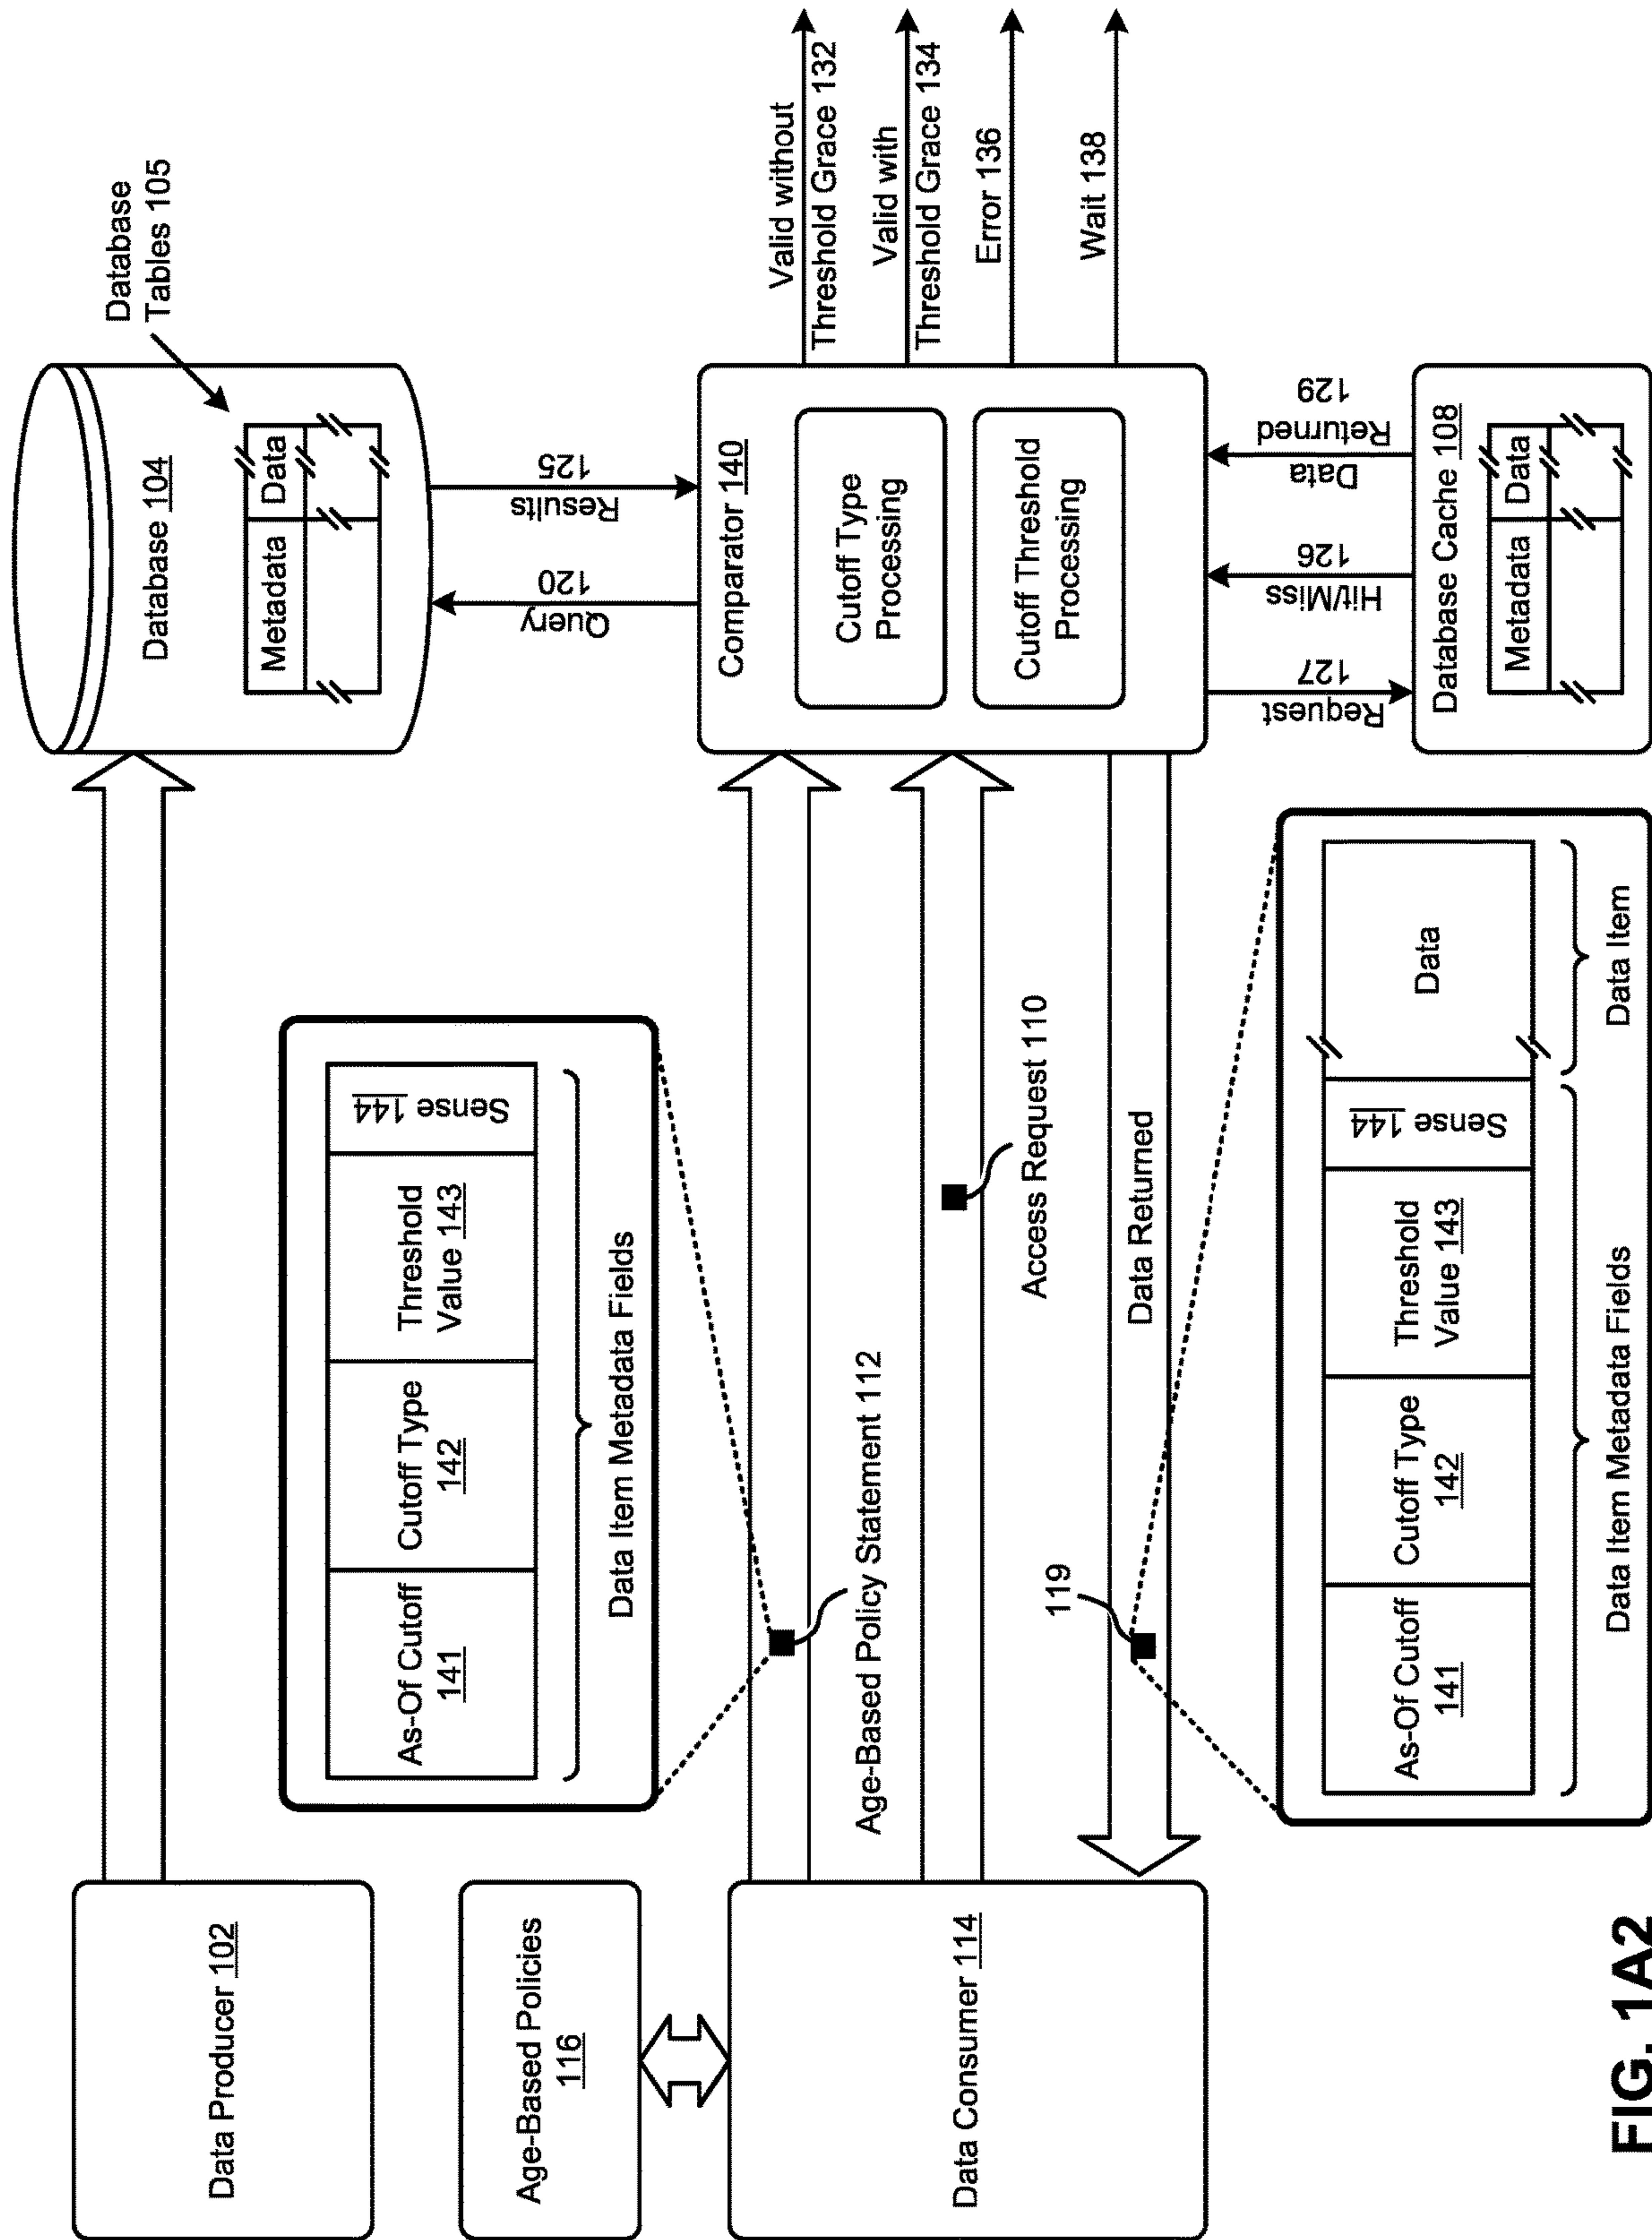 Data Producer 102
Age-Based Policies
116
Data Consumer 114
As-Of Cutoff
141
Cutoff Type
142
Threshold
Value 143
Sense 144
Data Item Metadata Fields
Age-Based Policy Statement 112
Access Request 110
Data Returned
119
As-Of Cutoff
141
Cutoff Type
142
Threshold
Value 143
Sense 144
Data
Data Item Metadata Fields
Data Item
Database 104
Metadata
Data
Database
Tables 105
Query
120
Results
125
Comparator 140
Cutoff Type
Processing
Cutoff Threshold
Processing
Valid without
Threshold Grace 132
Valid with
Threshold Grace 134
Error 136
Wait 138
Request
127
Hit/Miss
126
Data
Returned
129
Database Cache 108
Metadata
Data
FIG. 1A2